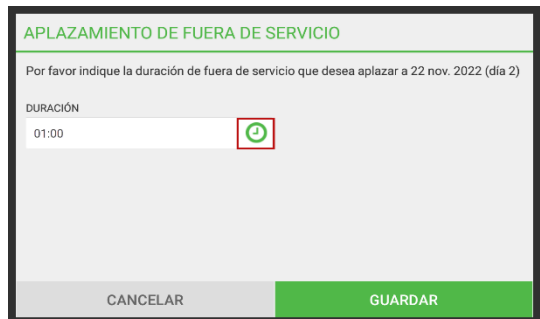 APLAZAMIENTO DE FUERA DE SERVICIO
Por favor indique la duración de fuera de servicio que desea aplazar a 22 nov. 2022 (día 2)
DURACIÓN
01:00
CANCELAR
GUARDAR